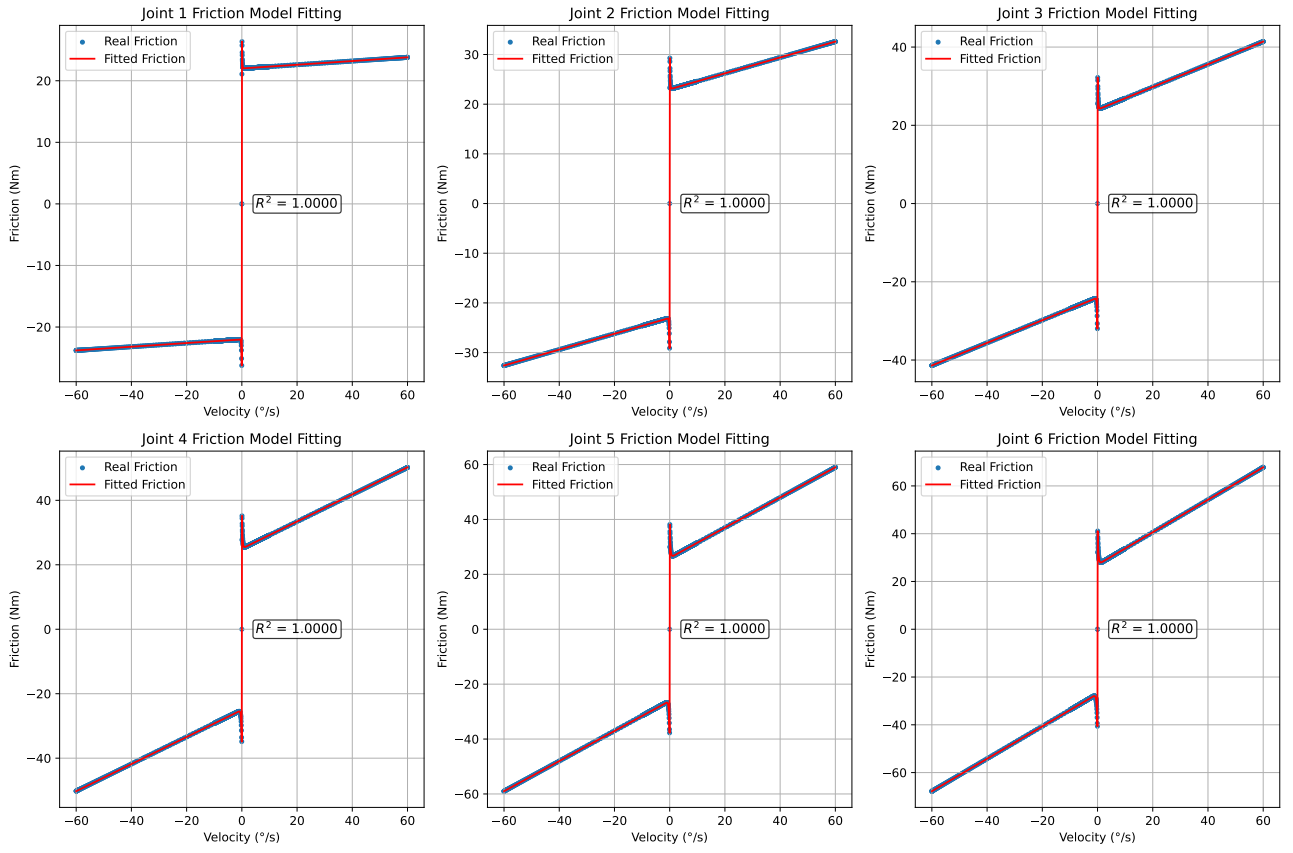 Joint 1 Friction Model Fitting
Real Friction
Fitted Friction
20
10
0
−10
−20
Friction (Nm)
R² = 1.0000
−60 −40 −20 0 20 40 60
Velocity (°/s)
Joint 2 Friction Model Fitting
Real Friction
Fitted Friction
30
20
10
0
−10
−20
−30
Friction (Nm)
R² = 1.0000
−60 −40 −20 0 20 40 60
Velocity (°/s)
Joint 3 Friction Model Fitting
Real Friction
Fitted Friction
40
20
0
−20
−40
Friction (Nm)
R² = 1.0000
−60 −40 −20 0 20 40 60
Velocity (°/s)
Joint 4 Friction Model Fitting
Real Friction
Fitted Friction
40
20
0
−20
−40
Friction (Nm)
R² = 1.0000
−60 −40 −20 0 20 40 60
Velocity (°/s)
Joint 5 Friction Model Fitting
Real Friction
Fitted Friction
60
40
20
0
−20
−40
−60
Friction (Nm)
R² = 1.0000
−60 −40 −20 0 20 40 60
Velocity (°/s)
Joint 6 Friction Model Fitting
Real Friction
Fitted Friction
60
40
20
0
−20
−40
−60
Friction (Nm)
R² = 1.0000
−60 −40 −20 0 20 40 60
Velocity (°/s)